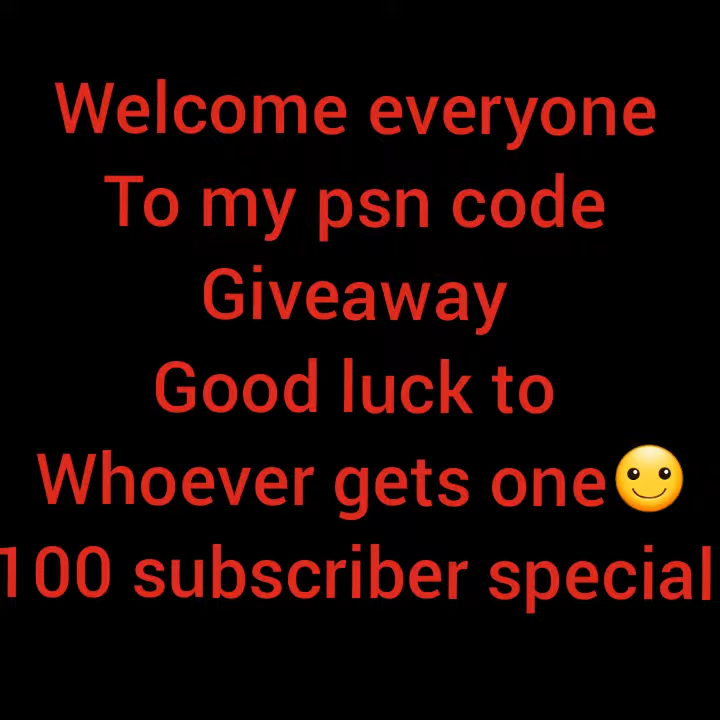 Welcome everyone
To my psn code
Giveaway
Good luck to
Whoever gets one🙂
100 subscriber special